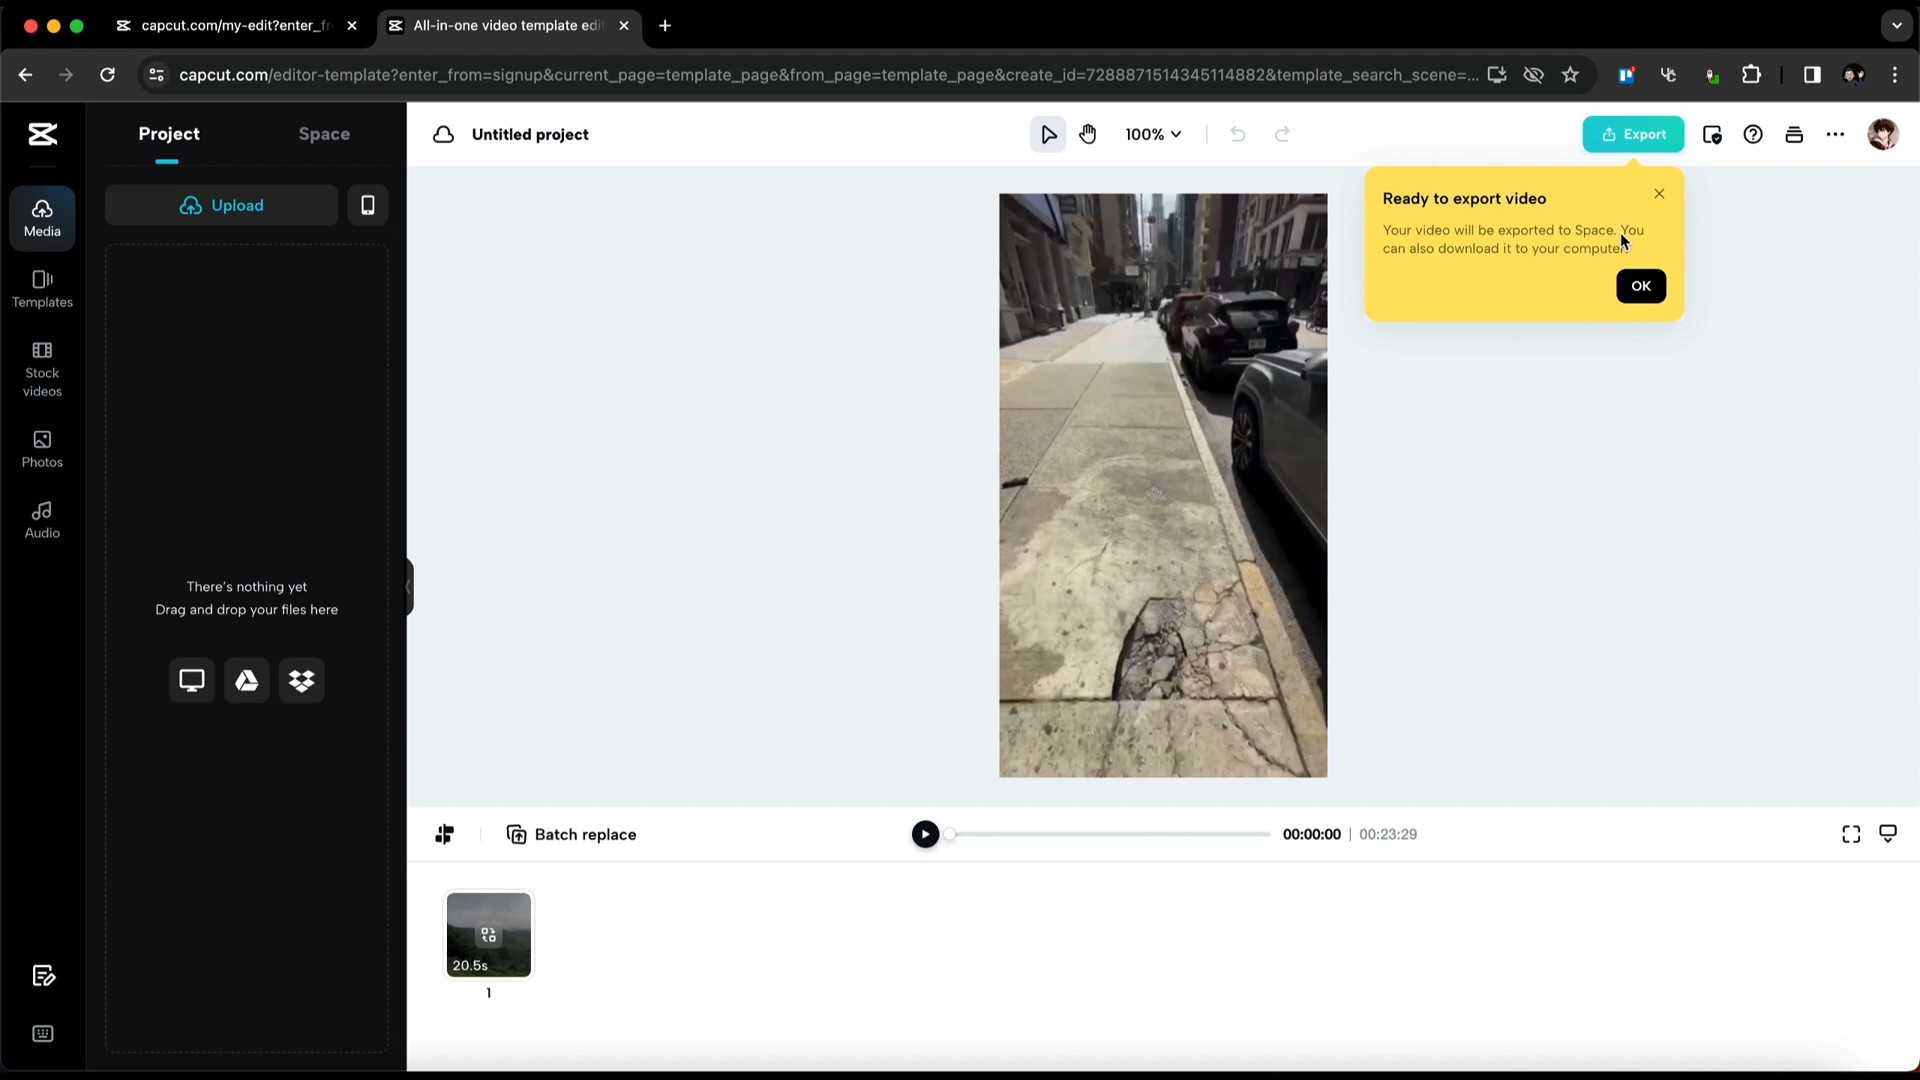 capcut.com/my-edit?enter_fr
All-in-one video template edi
capcut.com/editor-template?enter_from=signup&current_page=template_page&from_page=template_page&create_id=7288871514345114882&template_search_scene=...
Project
Space
Untitled project
100%
Export
Upload
Media
Templates
Stock
videos
Photos
Audio
Ready to export video
Your video will be exported to Space. You
can also download it to your computer.
OK
There's nothing yet
Drag and drop your files here
Batch replace
00:00:00 | 00:23:29
20.5s
1